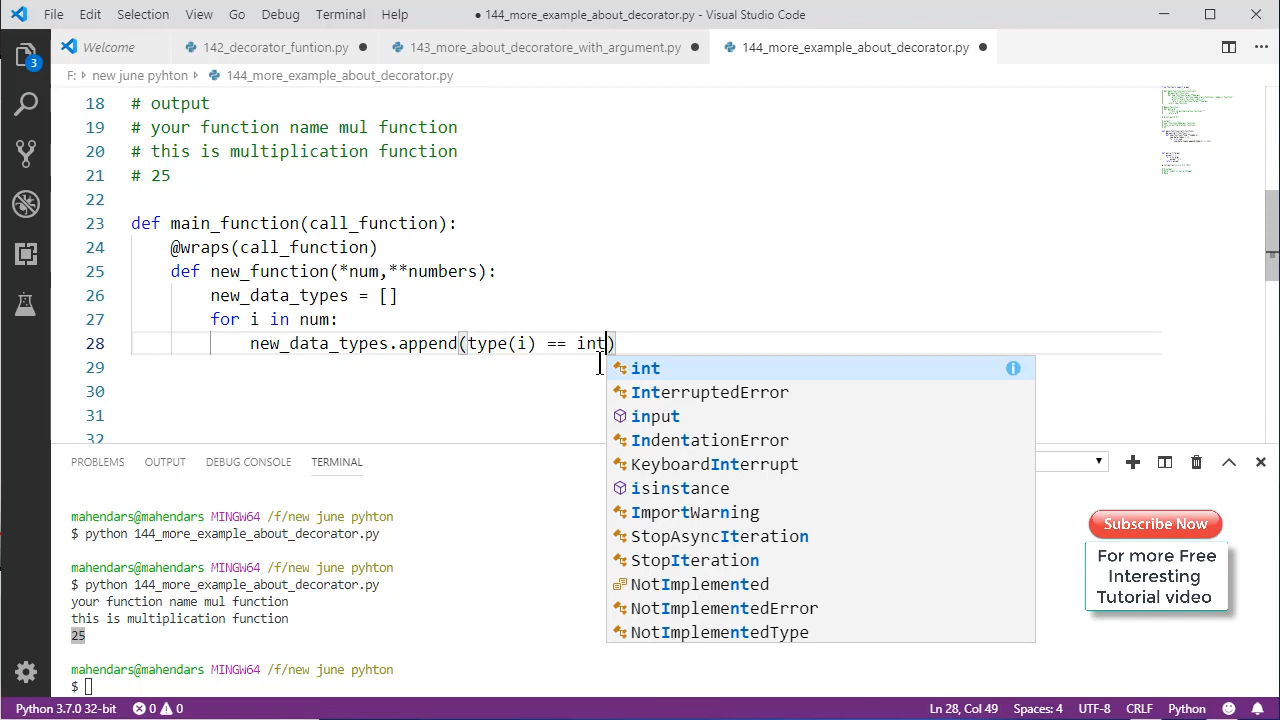 File Edit Selection View Go Debug Terminal Help ● 144_more_example_about_decorator.py - Visual Studio Code
Welcome 142_decorator_funtion.py 143_more_about_decoratore_with_argument.py 144_more_example_about_decorator.py
F: new june pyhton 144_more_example_about_decorator.py
18 # output
19 # your function name mul function
20 # this is multiplication function
21 # 25
22
23 def main_function(call_function):
24 @wraps(call_function)
25 def new_function(*num,**numbers):
26 new_data_types = []
27 for i in num:
28 new_data_types.append(type(i) == int)
29
30
31
32
int
InterruptedError
input
IndentationError
KeyboardInterrupt
isinstance
ImportWarning
StopAsyncIteration
StopIteration
NotImplemented
NotImplementedError
NotImplementedType
3
PROBLEMS OUTPUT DEBUG CONSOLE TERMINAL
mahendars@mahendars MINGW64 /f/new june pyhton
$ python 144_more_example_about_decorator.py
mahendars@mahendars MINGW64 /f/new june pyhton
$ python 144_more_example_about_decorator.py
your function name mul function
this is multiplication function
25
mahendars@mahendars MINGW64 /f/new june pyhton
$
Subscribe Now
For more Free
Interesting
Tutorial video
Python 3.7.0 32-bit 0 0 Ln 28, Col 49 Spaces: 4 UTF-8 CRLF Python